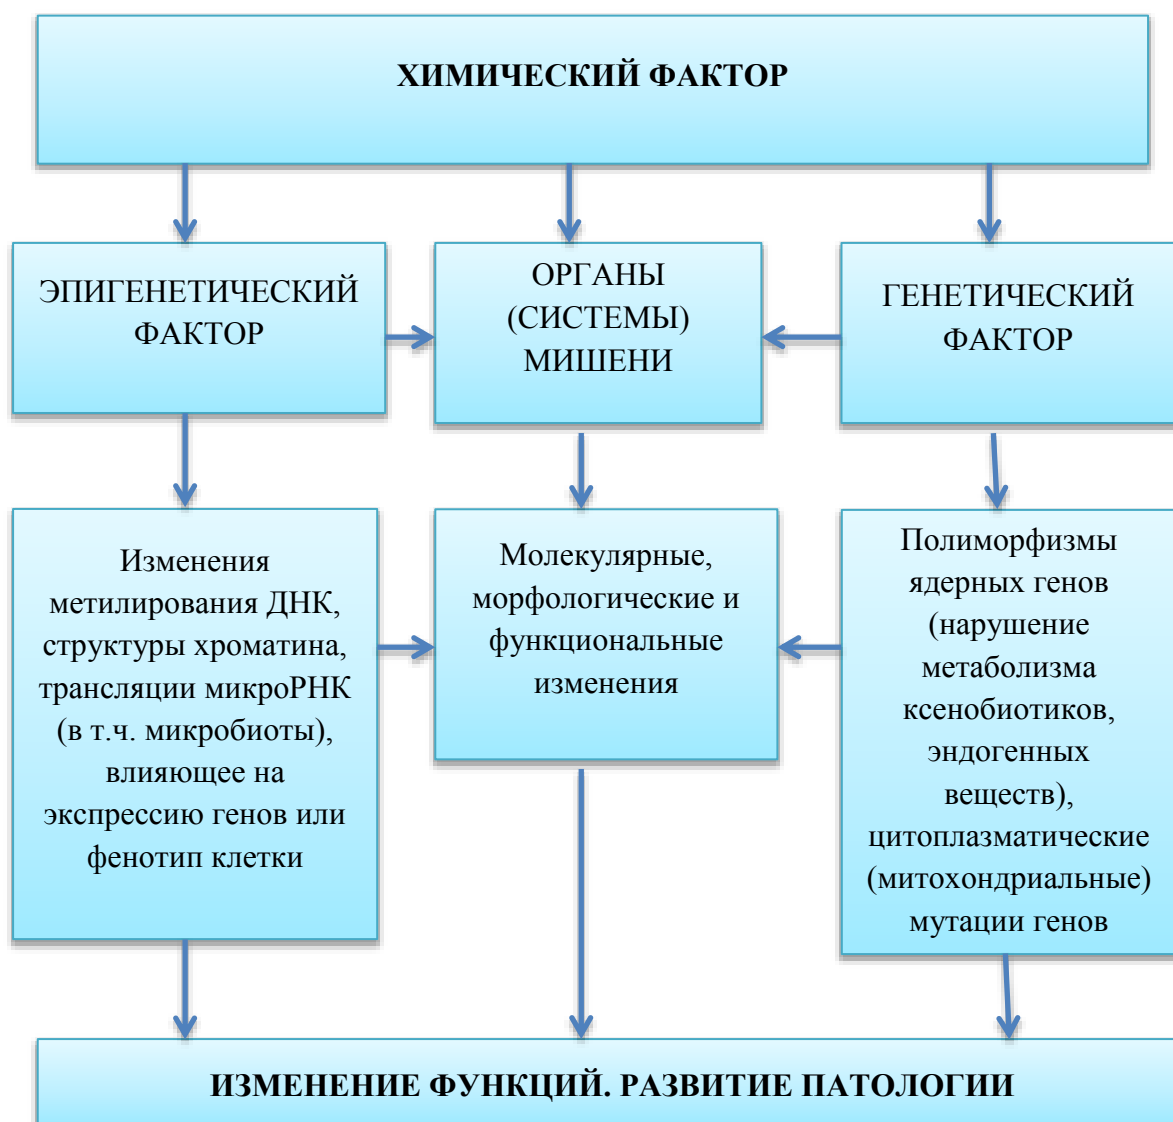 ХИМИЧЕСКИЙ ФАКТОР
ЭПИГЕНЕТИЧЕСКИЙ
ФАКТОР
ОРГАНЫ
(СИСТЕМЫ)
МИШЕНИ
ГЕНЕТИЧЕСКИЙ
ФАКТОР
Изменения
метилирования ДНК,
структуры хроматина,
трансляции микроРНК
(в т.ч. микробиоты),
влияющее на
экспрессию генов или
фенотип клетки
Молекулярные,
морфологические и
функциональные
изменения
Полиморфизмы
ядерных генов
(нарушение
метаболизма
ксенобиотиков,
эндогенных
веществ),
цитоплазматические
(митохондриальные)
мутации генов
ИЗМЕНЕНИЕ ФУНКЦИЙ. РАЗВИТИЕ ПАТОЛОГИИ